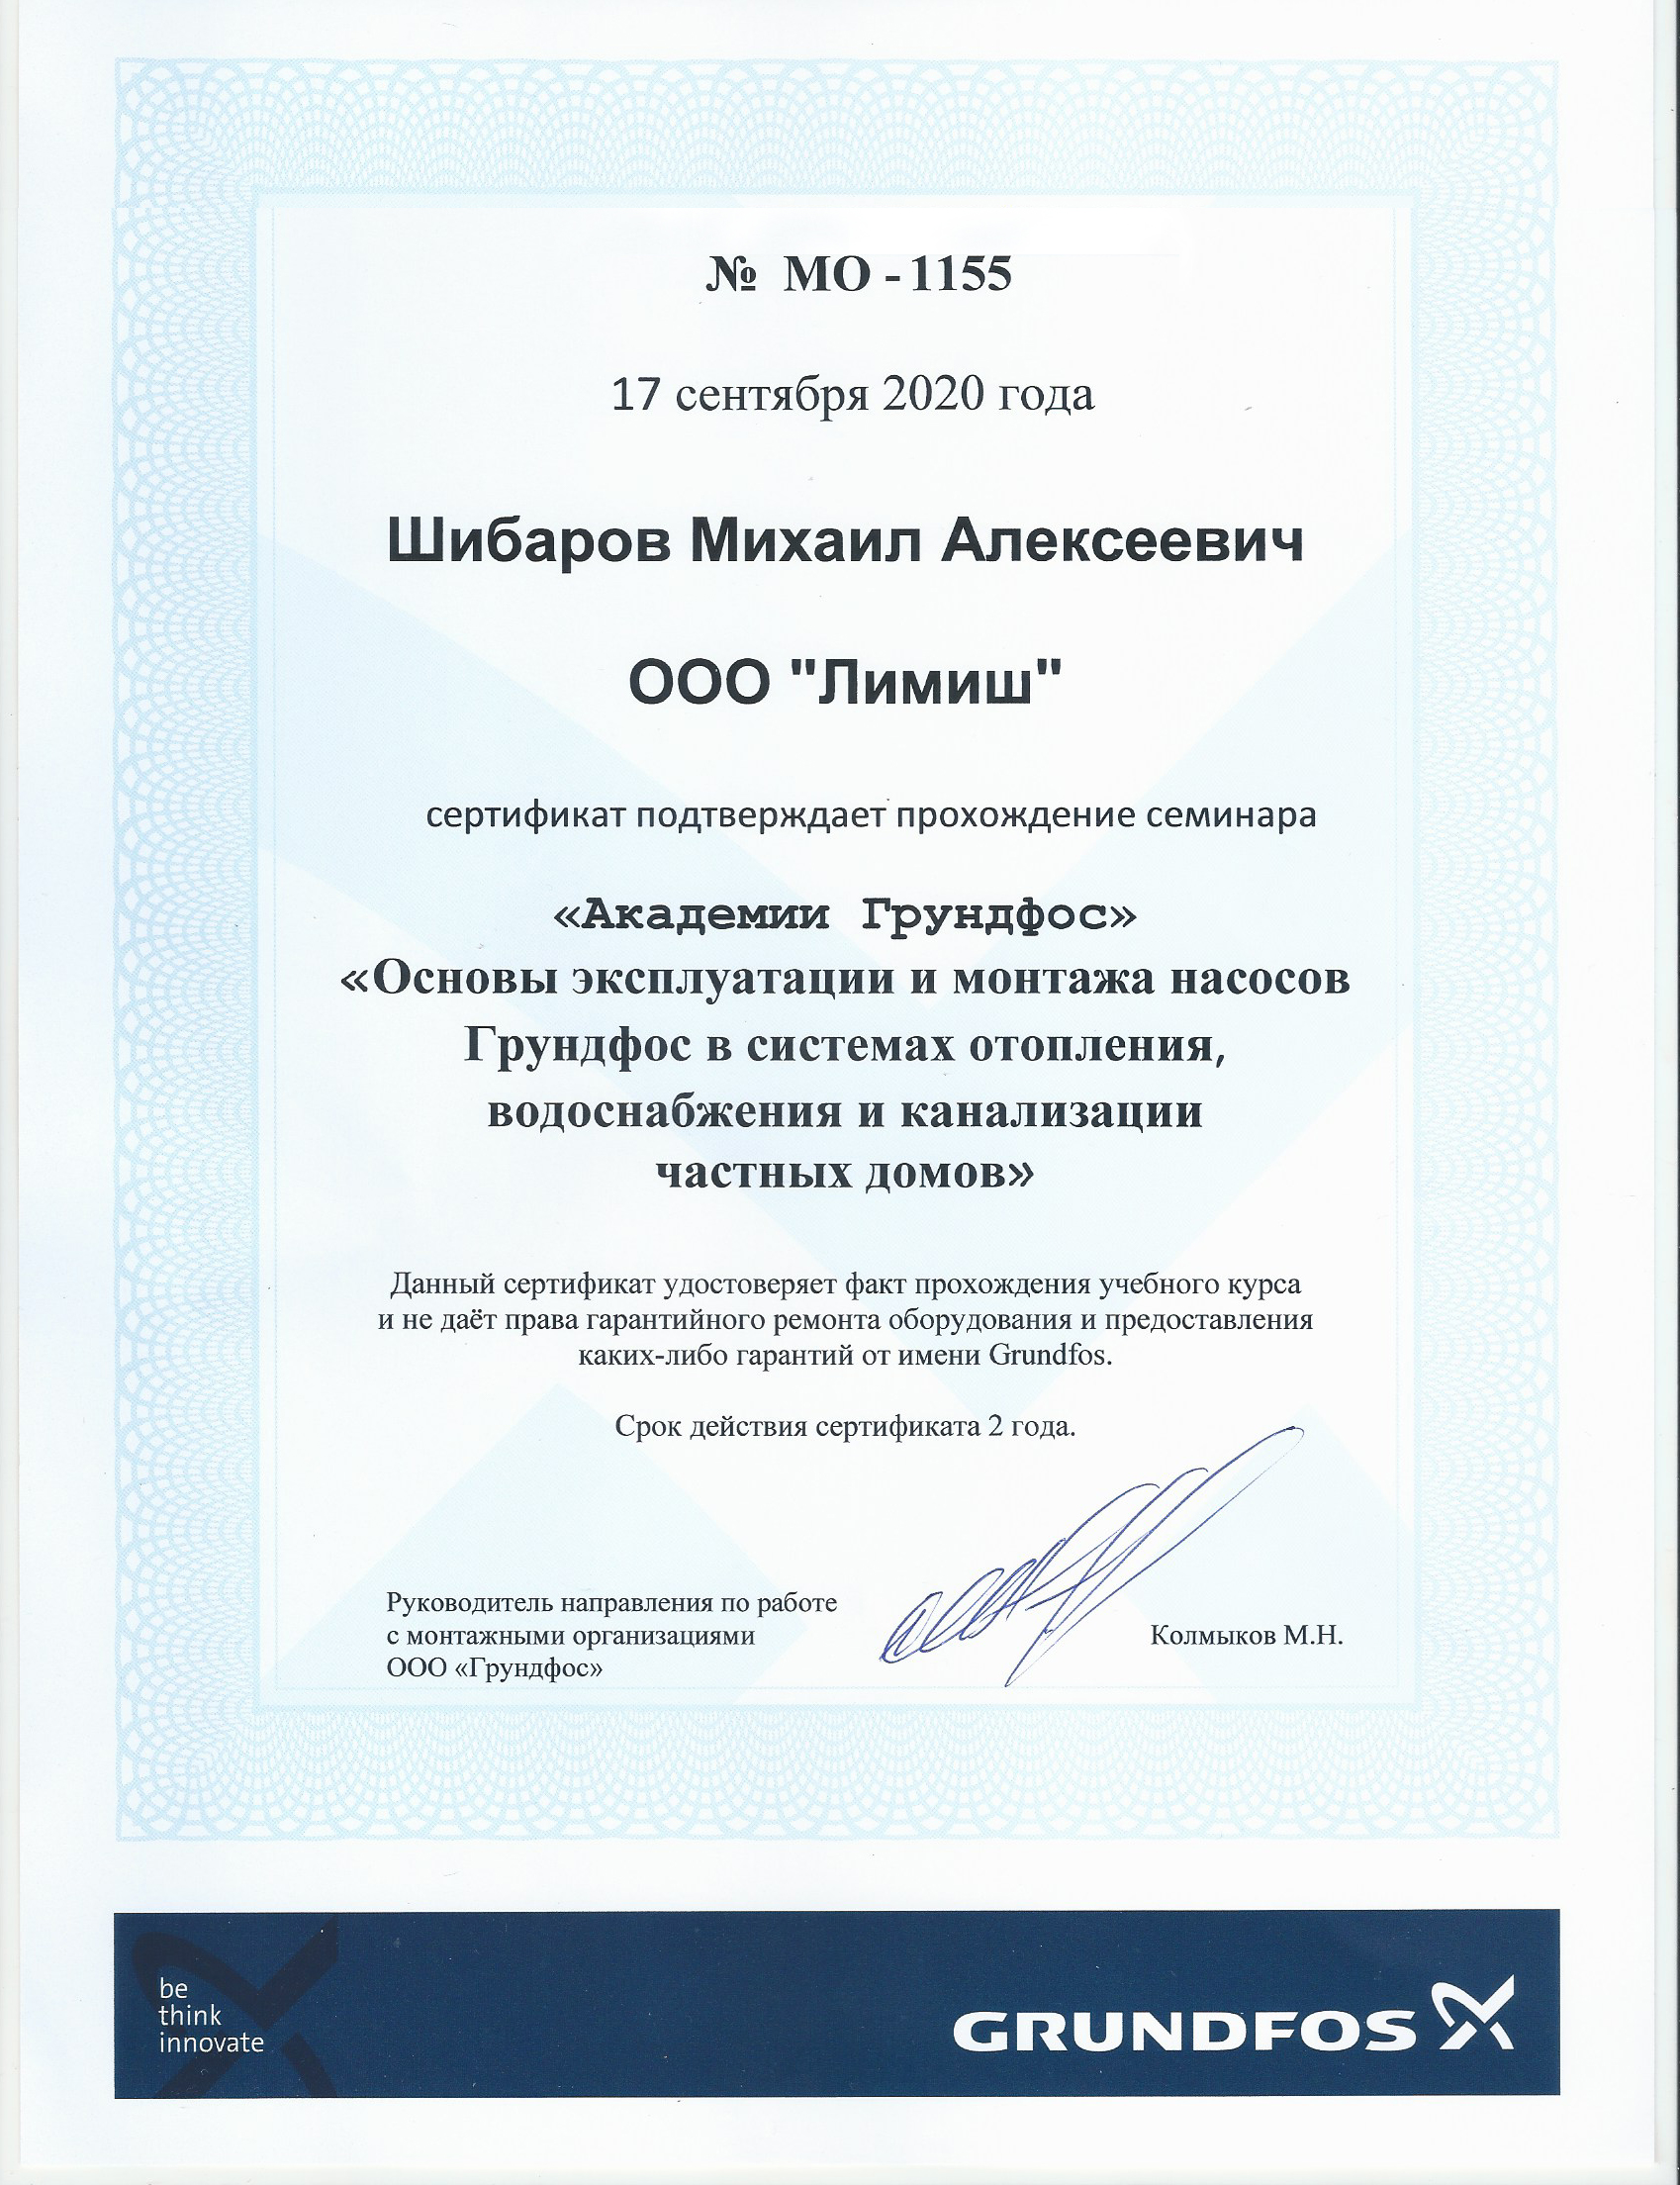 № МО - 1155
17 сентября 2020 года
Шибаров Михаил Алексеевич
ООО "Лимиш"
сертификат подтверждает прохождение семинара
«Академии Грундфос»
«Основы эксплуатации и монтажа насосов
Грундфос в системах отопления,
водоснабжения и канализации
частных домов»
Данный сертификат удостоверяет факт прохождения учебного курса
и не даёт права гарантийного ремонта оборудования и предоставления
каких-либо гарантий от имени Grundfos.
Срок действия сертификата 2 года.
Руководитель направления по работе
с монтажными организациями
ООО «Грундфос»
Колмыков М.Н.
be
think
innovate
GRUNDFOS